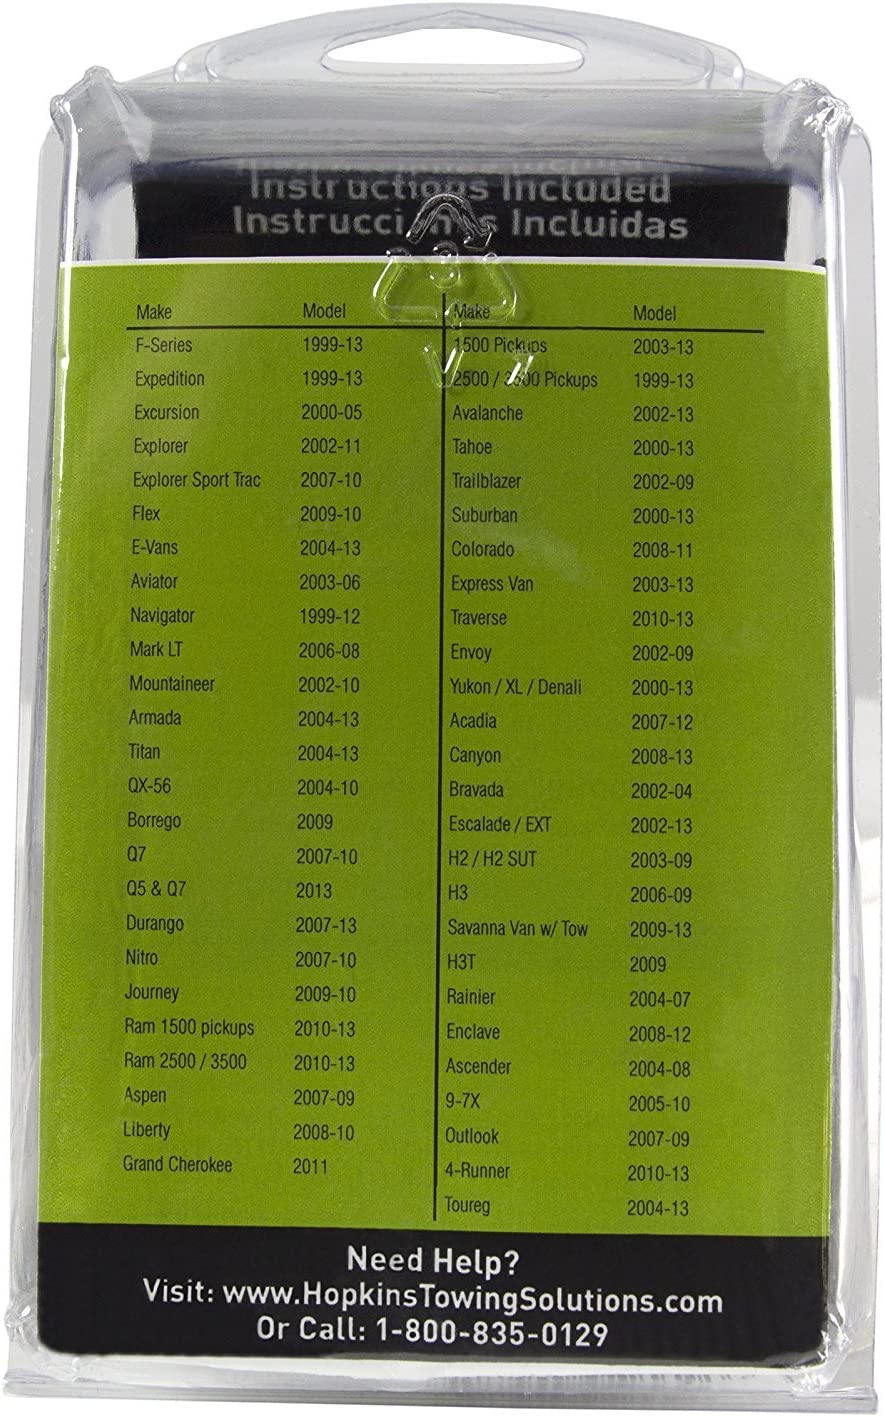 Instructions Included
Incluidas
Make Model
F-Series 1999-13
Expedition 1999-13
Excursion 2000-05
Explorer 2002-11
Explorer Sport Trac 2007-10
Flex 2009-10
E-Vans 2004-13
Aviator 2003-06
Navigator 1999-12
Mark LT 2006-08
Mountaineer 2002-10
Armada 2004-13
Titan 2004-13
QX-56 2004-10
Borrego 2009
Q7 2007-10
Q5 & Q7 2013
Durango 2007-13
Nitro 2007-10
Journey 2009-10
Ram 1500 pickups 2010-13
Ram 2500 / 3500 2010-13
Aspen 2007-09
Liberty 2008-10
Grand Cherokee 2011
Make Model
1500 Pickups 2003-13
2500 / 3500 Pickups 1999-13
Avalanche 2002-13
Tahoe 2000-13
Trailblazer 2002-09
Suburban 2000-13
Colorado 2008-11
Express Van 2003-13
Traverse 2010-13
Envoy 2002-09
Yukon / XL / Denali 2000-13
Acadia 2007-12
Canyon 2008-13
Bravada 2002-04
Escalade / EXT 2002-13
H2 / H2 SUT 2003-09
H3 2006-09
Savanna Van w/ Tow 2009-13
H3T 2009
Rainier 2004-07
Enclave 2008-12
Ascender 2004-08
9-7X 2005-10
Outlook 2007-09
4-Runner 2010-13
Toureg 2004-13
Need Help?
Visit: www.HopkinsTowingSolutions.com
Or Call: 1-800-835-0129